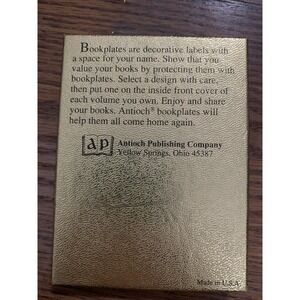 Bookplates are decorative labels with
a space for your name. Show that you
value your books by protecting them with
bookplates. Select a design with care,
then put one on the inside front cover of
each volume you own. Enjoy and share
your books. Antioch® bookplates will
help them all come home again.
ap
Antioch Publishing Company
Yellow Springs, Ohio 45387
Made in U.S.A.